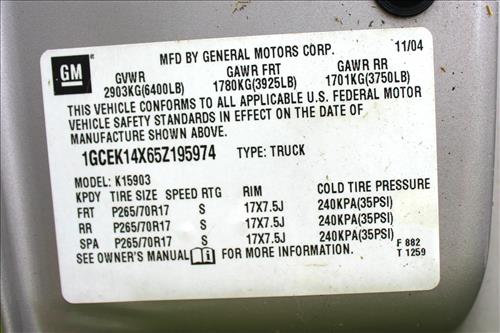 GM
MFD BY GENERAL MOTORS CORP. 11/04
GVWR GAWR FRT GAWR RR
2903KG(6400LB) 1780KG(3925LB) 1701KG(3750LB)
THIS VEHICLE CONFORMS TO ALL APPLICABLE U.S. FEDERAL MOTOR
VEHICLE SAFETY STANDARDS IN EFFECT ON THE DATE OF
MANUFACTURE SHOWN ABOVE.
1GCEK14X65Z195974 TYPE: TRUCK
MODEL: K15903
KPDY TIRE SIZE SPEED RTG RIM COLD TIRE PRESSURE
FRT P265/70R17 S 17X7.5J 240KPA(35PSI)
RR P265/70R17 S 17X7.5J 240KPA(35PSI)
SPA P265/70R17 S 17X7.5J 240KPA(35PSI)
SEE OWNER'S MANUAL FOR MORE INFORMATION.
F 882
T 1259